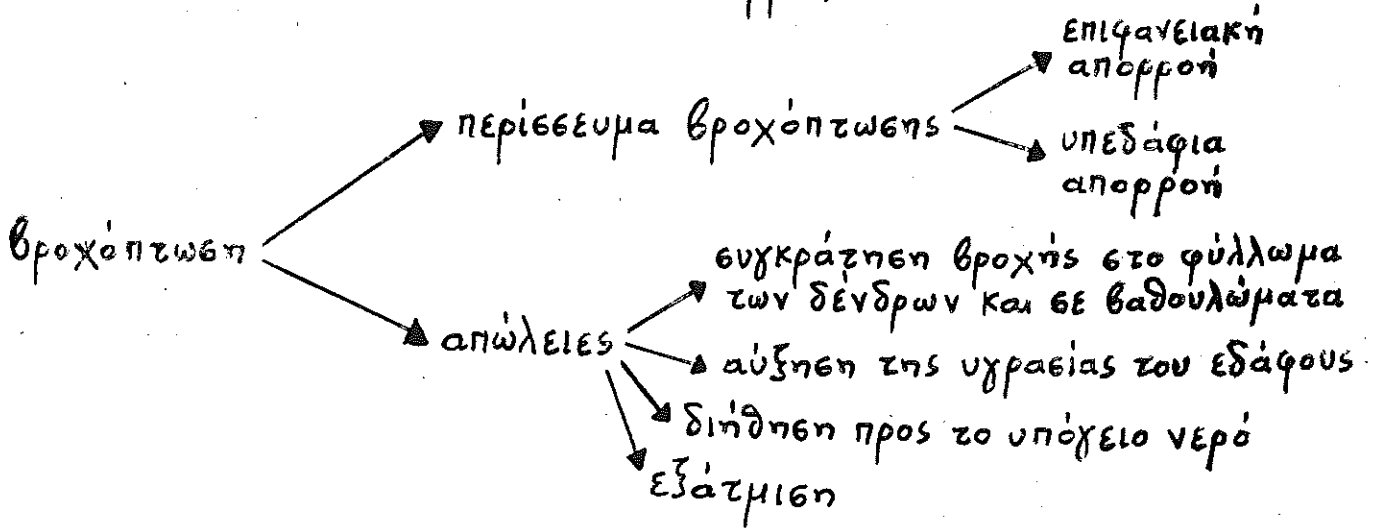 επιφανειακή
απορροή
περίσσευμα βροχόπτωσης
υπεδάφια
απορροή
βροχόπτωση
συγκράτηση βροχής στο φύλλωμα
των δένδρων και σε βαθουλώματα
απώλειες
αύξηση της υγρασίας του εδάφους
διήθηση προς το υπόγειο νερό
εξάτμιση